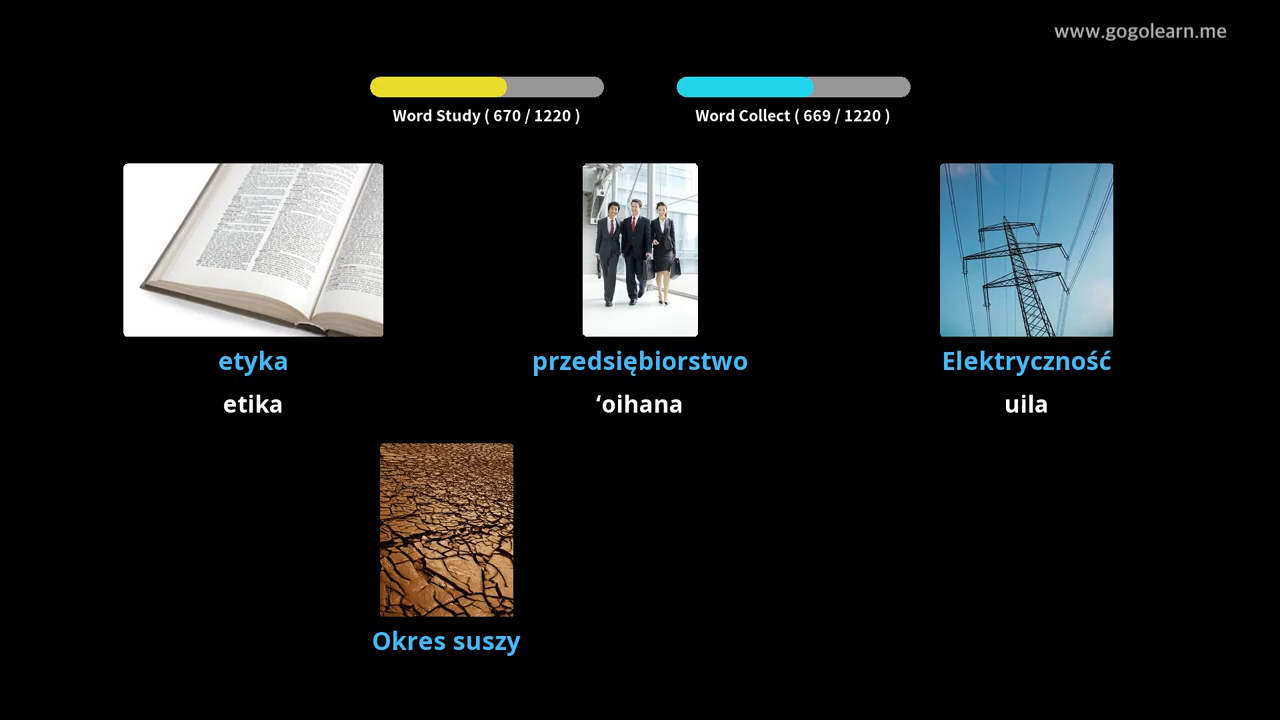 www.gogolearn.me
Word Study ( 670 / 1220 )
Word Collect ( 669 / 1220 )
etyka
przedsiębiorstwo
Elektryczność
etika
ʻoihana
uila
Okres suszy